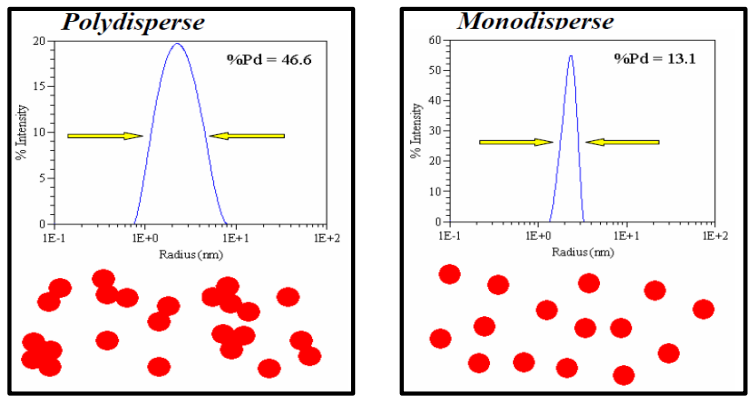 Polydisperse
%Pd = 46.6
% Intensity
20
15
10
5
0
1E-1 1E+0 1E+1 1E+2
Radius (nm)
Monodisperse
%Pd = 13.1
% Intensity
60
50
40
30
20
10
0
1E-1 1E+0 1E+1 1E+2
Radius (nm)